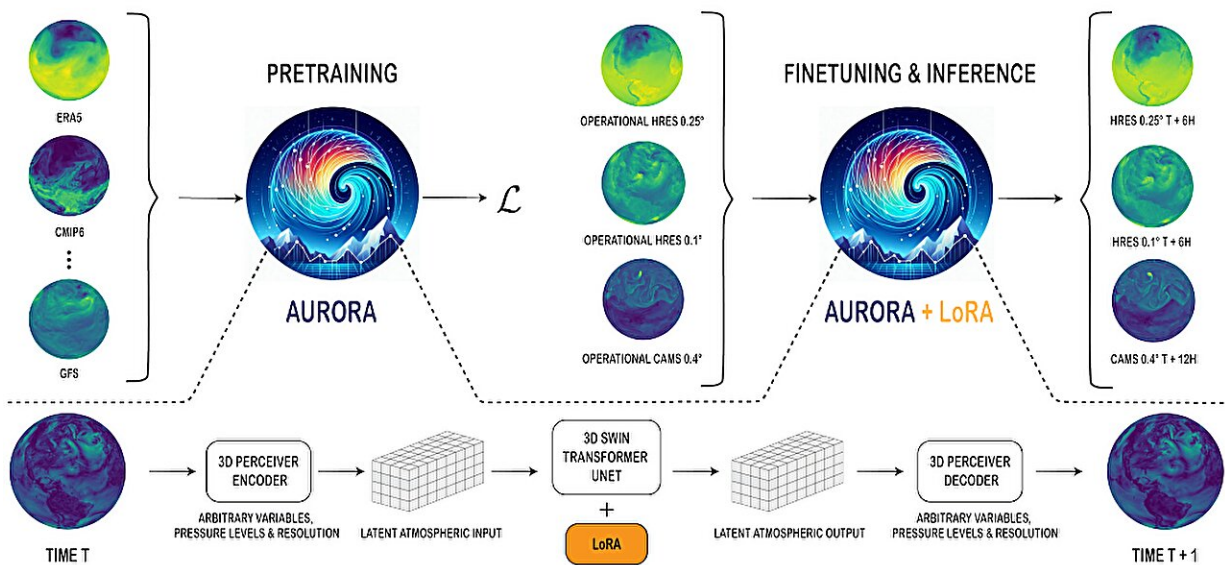 PRETRAINING
FINETUNING & INFERENCE
ERA5
OPERATIONAL HRES 0.25°
HRES 0.25° T + 6H
CMIP6
ℒ
OPERATIONAL HRES 0.1°
HRES 0.1° T + 6H
GFS
AURORA
OPERATIONAL CAMS 0.4°
AURORA + LoRA
CAMS 0.4° T + 12H
TIME T
3D PERCEIVER
ENCODER
ARBITRARY VARIABLES,
PRESSURE LEVELS & RESOLUTION
LATENT ATMOSPHERIC INPUT
3D SWIN
TRANSFORMER
UNET
+
LoRA
LATENT ATMOSPHERIC OUTPUT
3D PERCEIVER
DECODER
ARBITRARY VARIABLES,
PRESSURE LEVELS & RESOLUTION
TIME T + 1